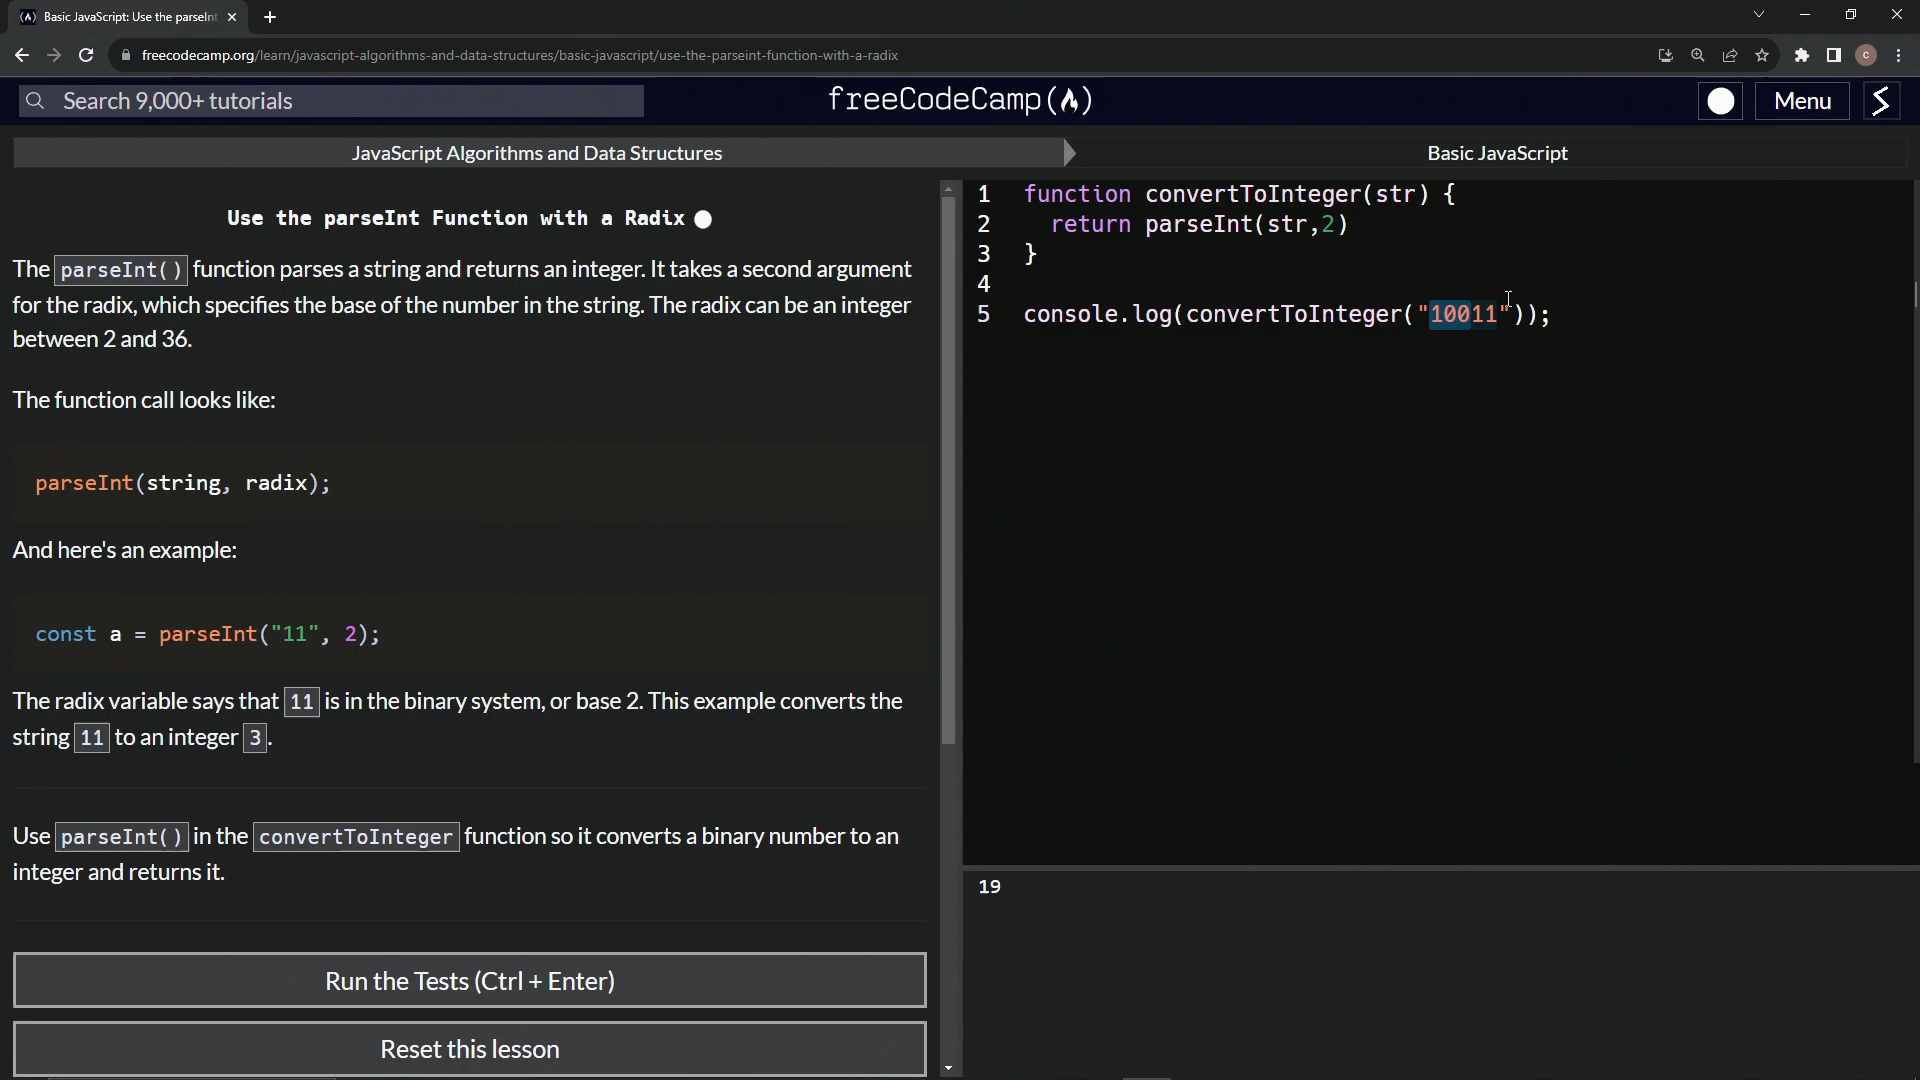 Basic JavaScript: Use the parseInt
freecodecamp.org/learn/javascript-algorithms-and-data-structures/basic-javascript/use-the-parseint-function-with-a-radix
c
Search 9,000+ tutorials
freeCodeCamp
Menu
JavaScript Algorithms and Data Structures
Basic JavaScript
Use the parseInt Function with a Radix
The parseInt() function parses a string and returns an integer. It takes a second argument
for the radix, which specifies the base of the number in the string. The radix can be an integer
between 2 and 36.
The function call looks like:
parseInt(string, radix);
And here's an example:
const a = parseInt("11", 2);
The radix variable says that 11 is in the binary system, or base 2. This example converts the
string 11 to an integer 3.
Use parseInt() in the convertToInteger function so it converts a binary number to an
integer and returns it.
Run the Tests (Ctrl + Enter)
Reset this lesson
1 function convertToInteger(str) {
2 return parseInt(str,2)
3 }
4
5 console.log(convertToInteger("10011"));
19